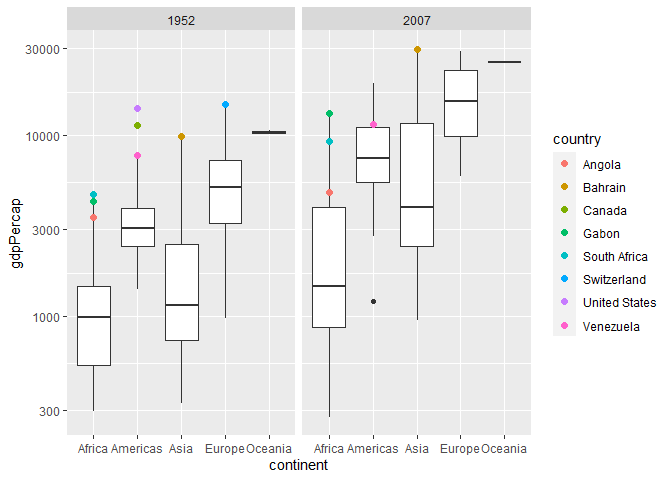 1952
2007
gdpPercap
30000
10000
3000
1000
300
Africa Americas Asia Europe Oceania
Africa Americas Asia Europe Oceania
continent
country
Angola
Bahrain
Canada
Gabon
South Africa
Switzerland
United States
Venezuela